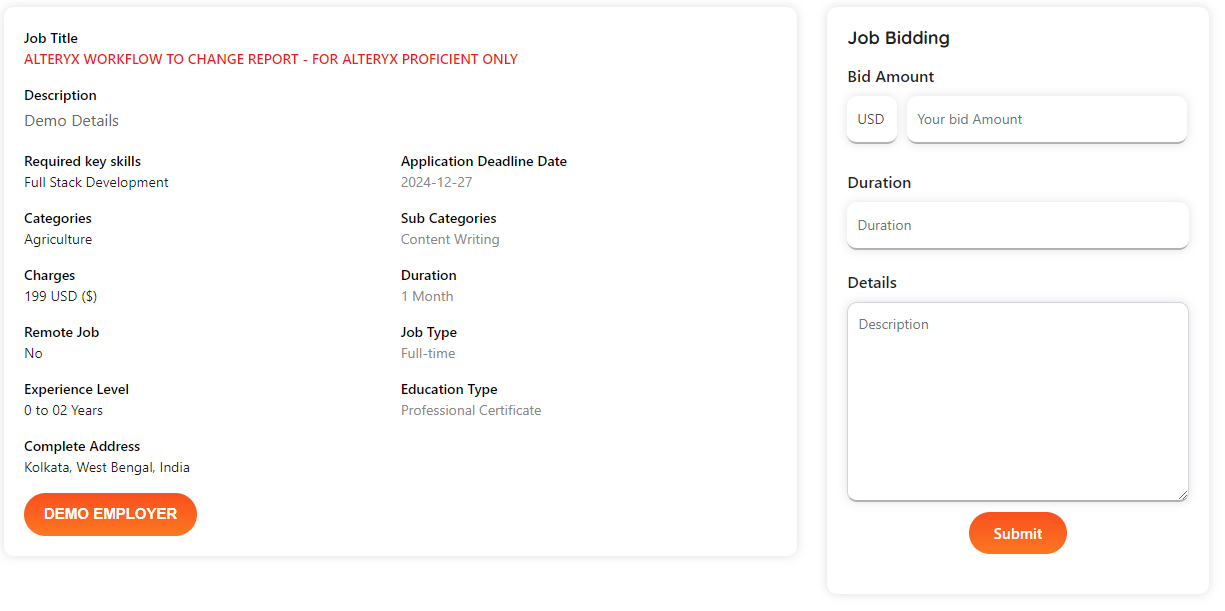 Job Title
ALTERYX WORKFLOW TO CHANGE REPORT - FOR ALTERYX PROFICIENT ONLY
Description
Demo Details
Required key skills
Full Stack Development
Application Deadline Date
2024-12-27
Categories
Agriculture
Sub Categories
Content Writing
Charges
199 USD ($)
Duration
1 Month
Remote Job
No
Job Type
Full-time
Experience Level
0 to 02 Years
Education Type
Professional Certificate
Complete Address
Kolkata, West Bengal, India
DEMO EMPLOYER
Job Bidding
Bid Amount
USD
Your bid Amount
Duration
Duration
Details
Description
Submit